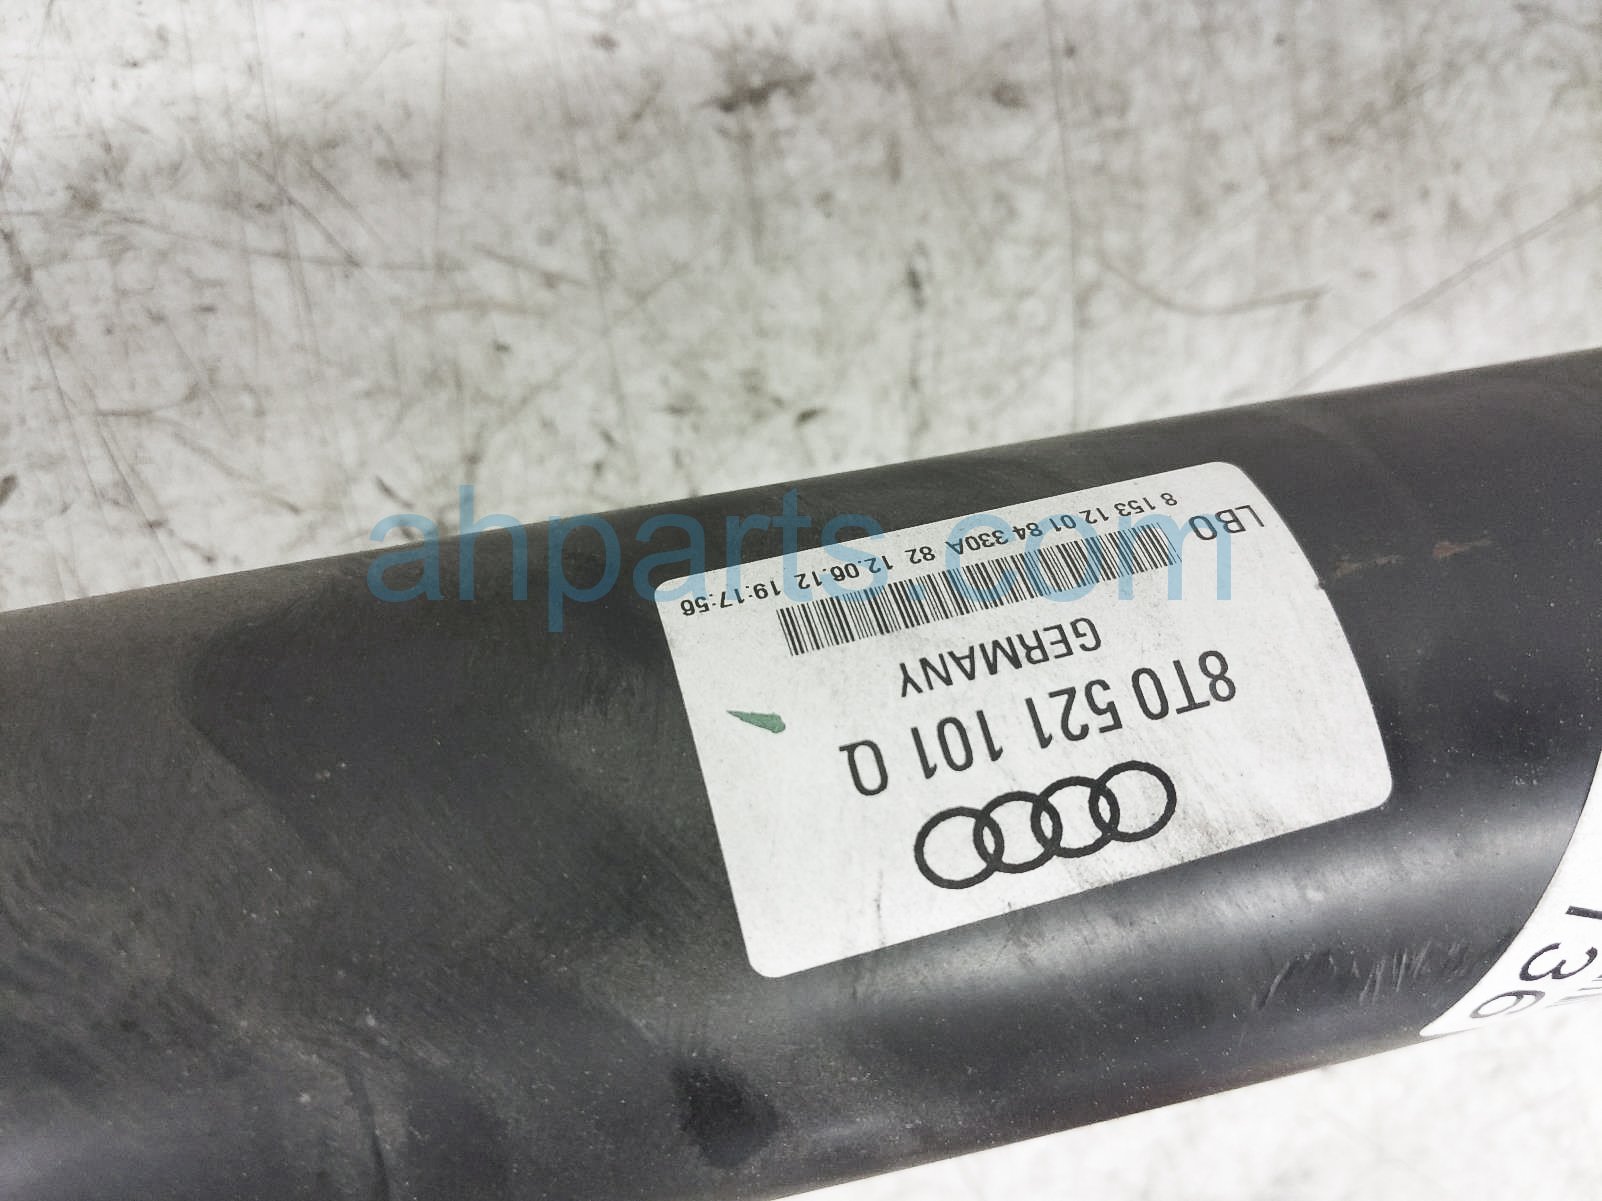 8T0 521 101 Q
GERMANY
LBO
8 153 12 01 84 330A 82 12.06.12 19:17:56
36
ahparts.com